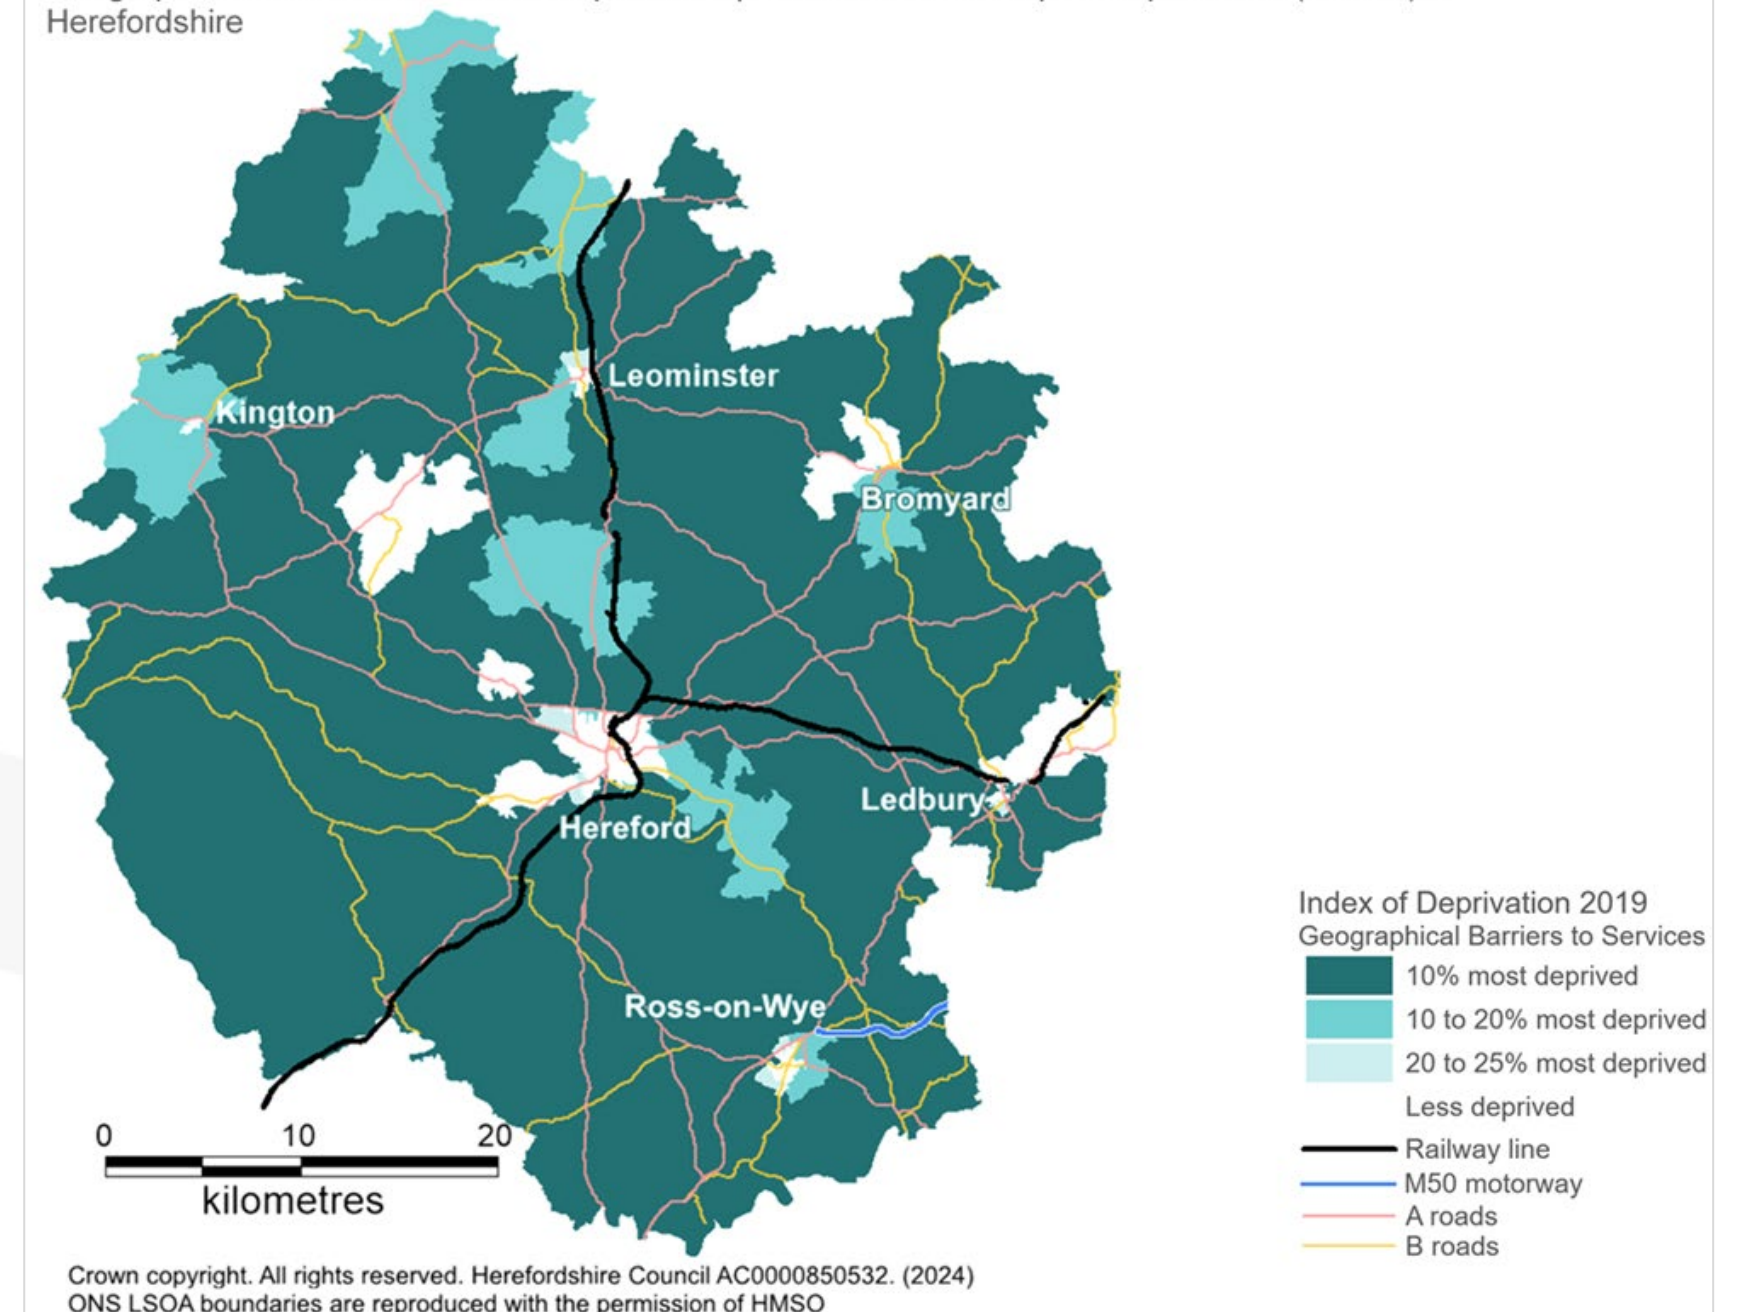 Herefordshire
Leominster
Kington
Bromyard
Ledbury
Hereford
Ross-on-Wye
Index of Deprivation 2019
Geographical Barriers to Services
10% most deprived
10 to 20% most deprived
20 to 25% most deprived
Less deprived
Railway line
M50 motorway
A roads
B roads
0 10 20
kilometres
Crown copyright. All rights reserved. Herefordshire Council AC0000850532. (2024)
ONS LSOA boundaries are reproduced with the permission of HMSO